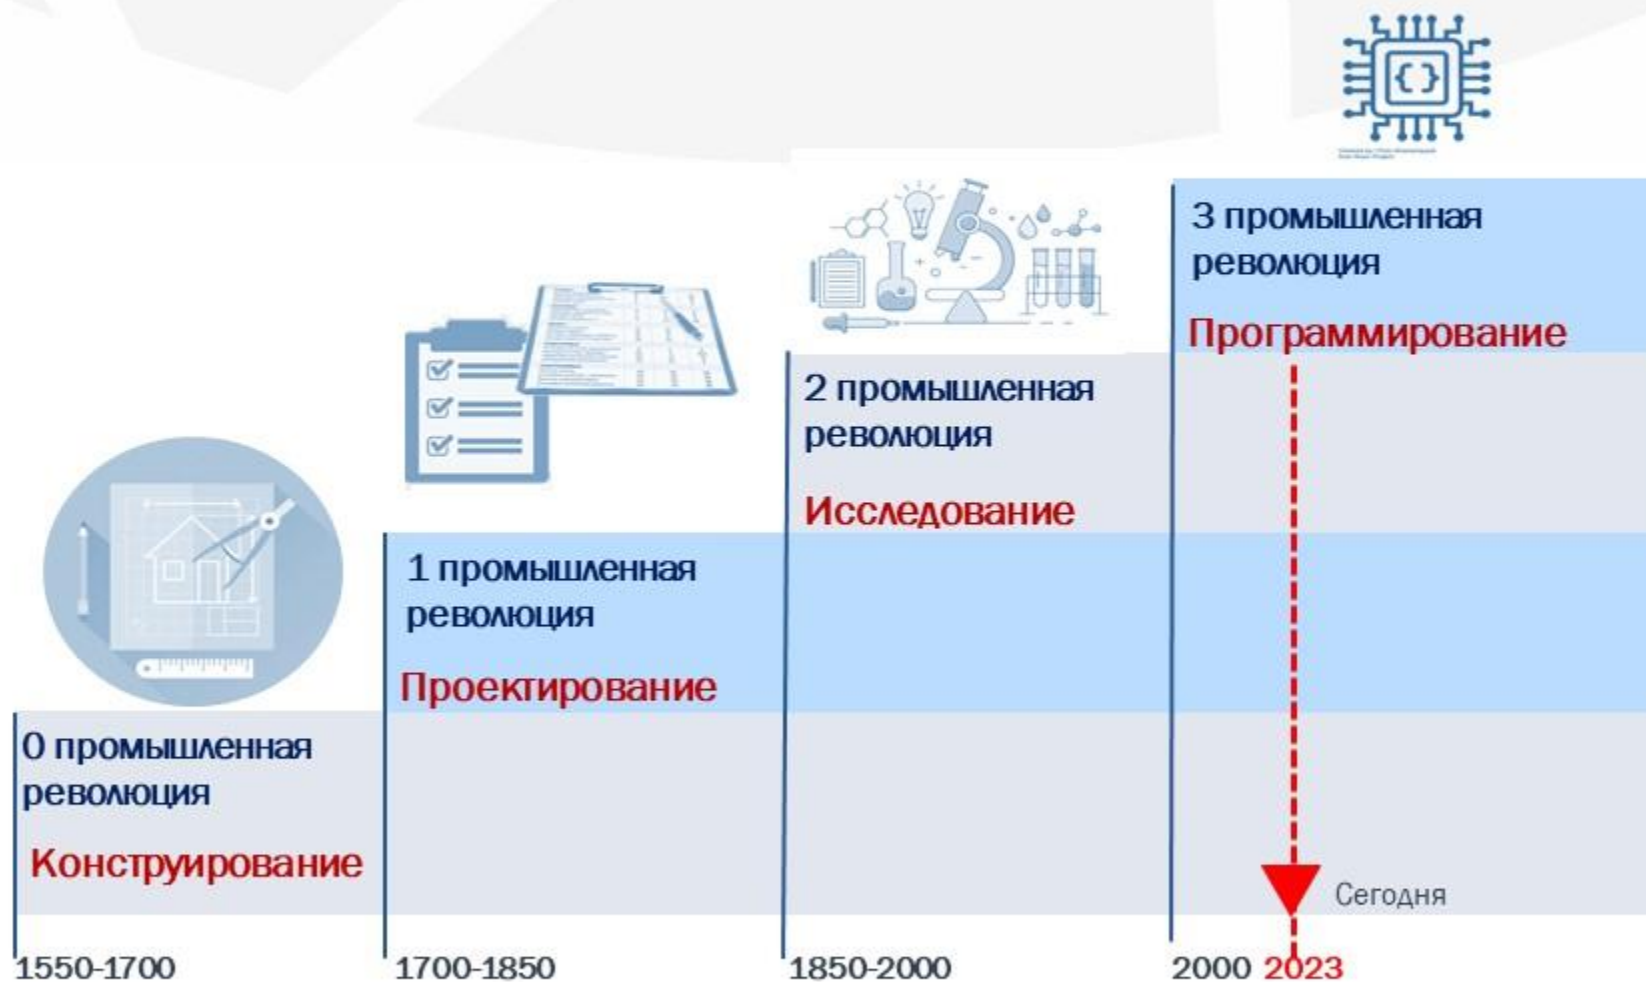 3 промышленная
революция
Программирование
2 промышленная
революция
Исследование
1 промышленная
революция
Проектирование
0 промышленная
революция
Конструирование
Сегодня
1550-1700
1700-1850
1850-2000
2000 2023